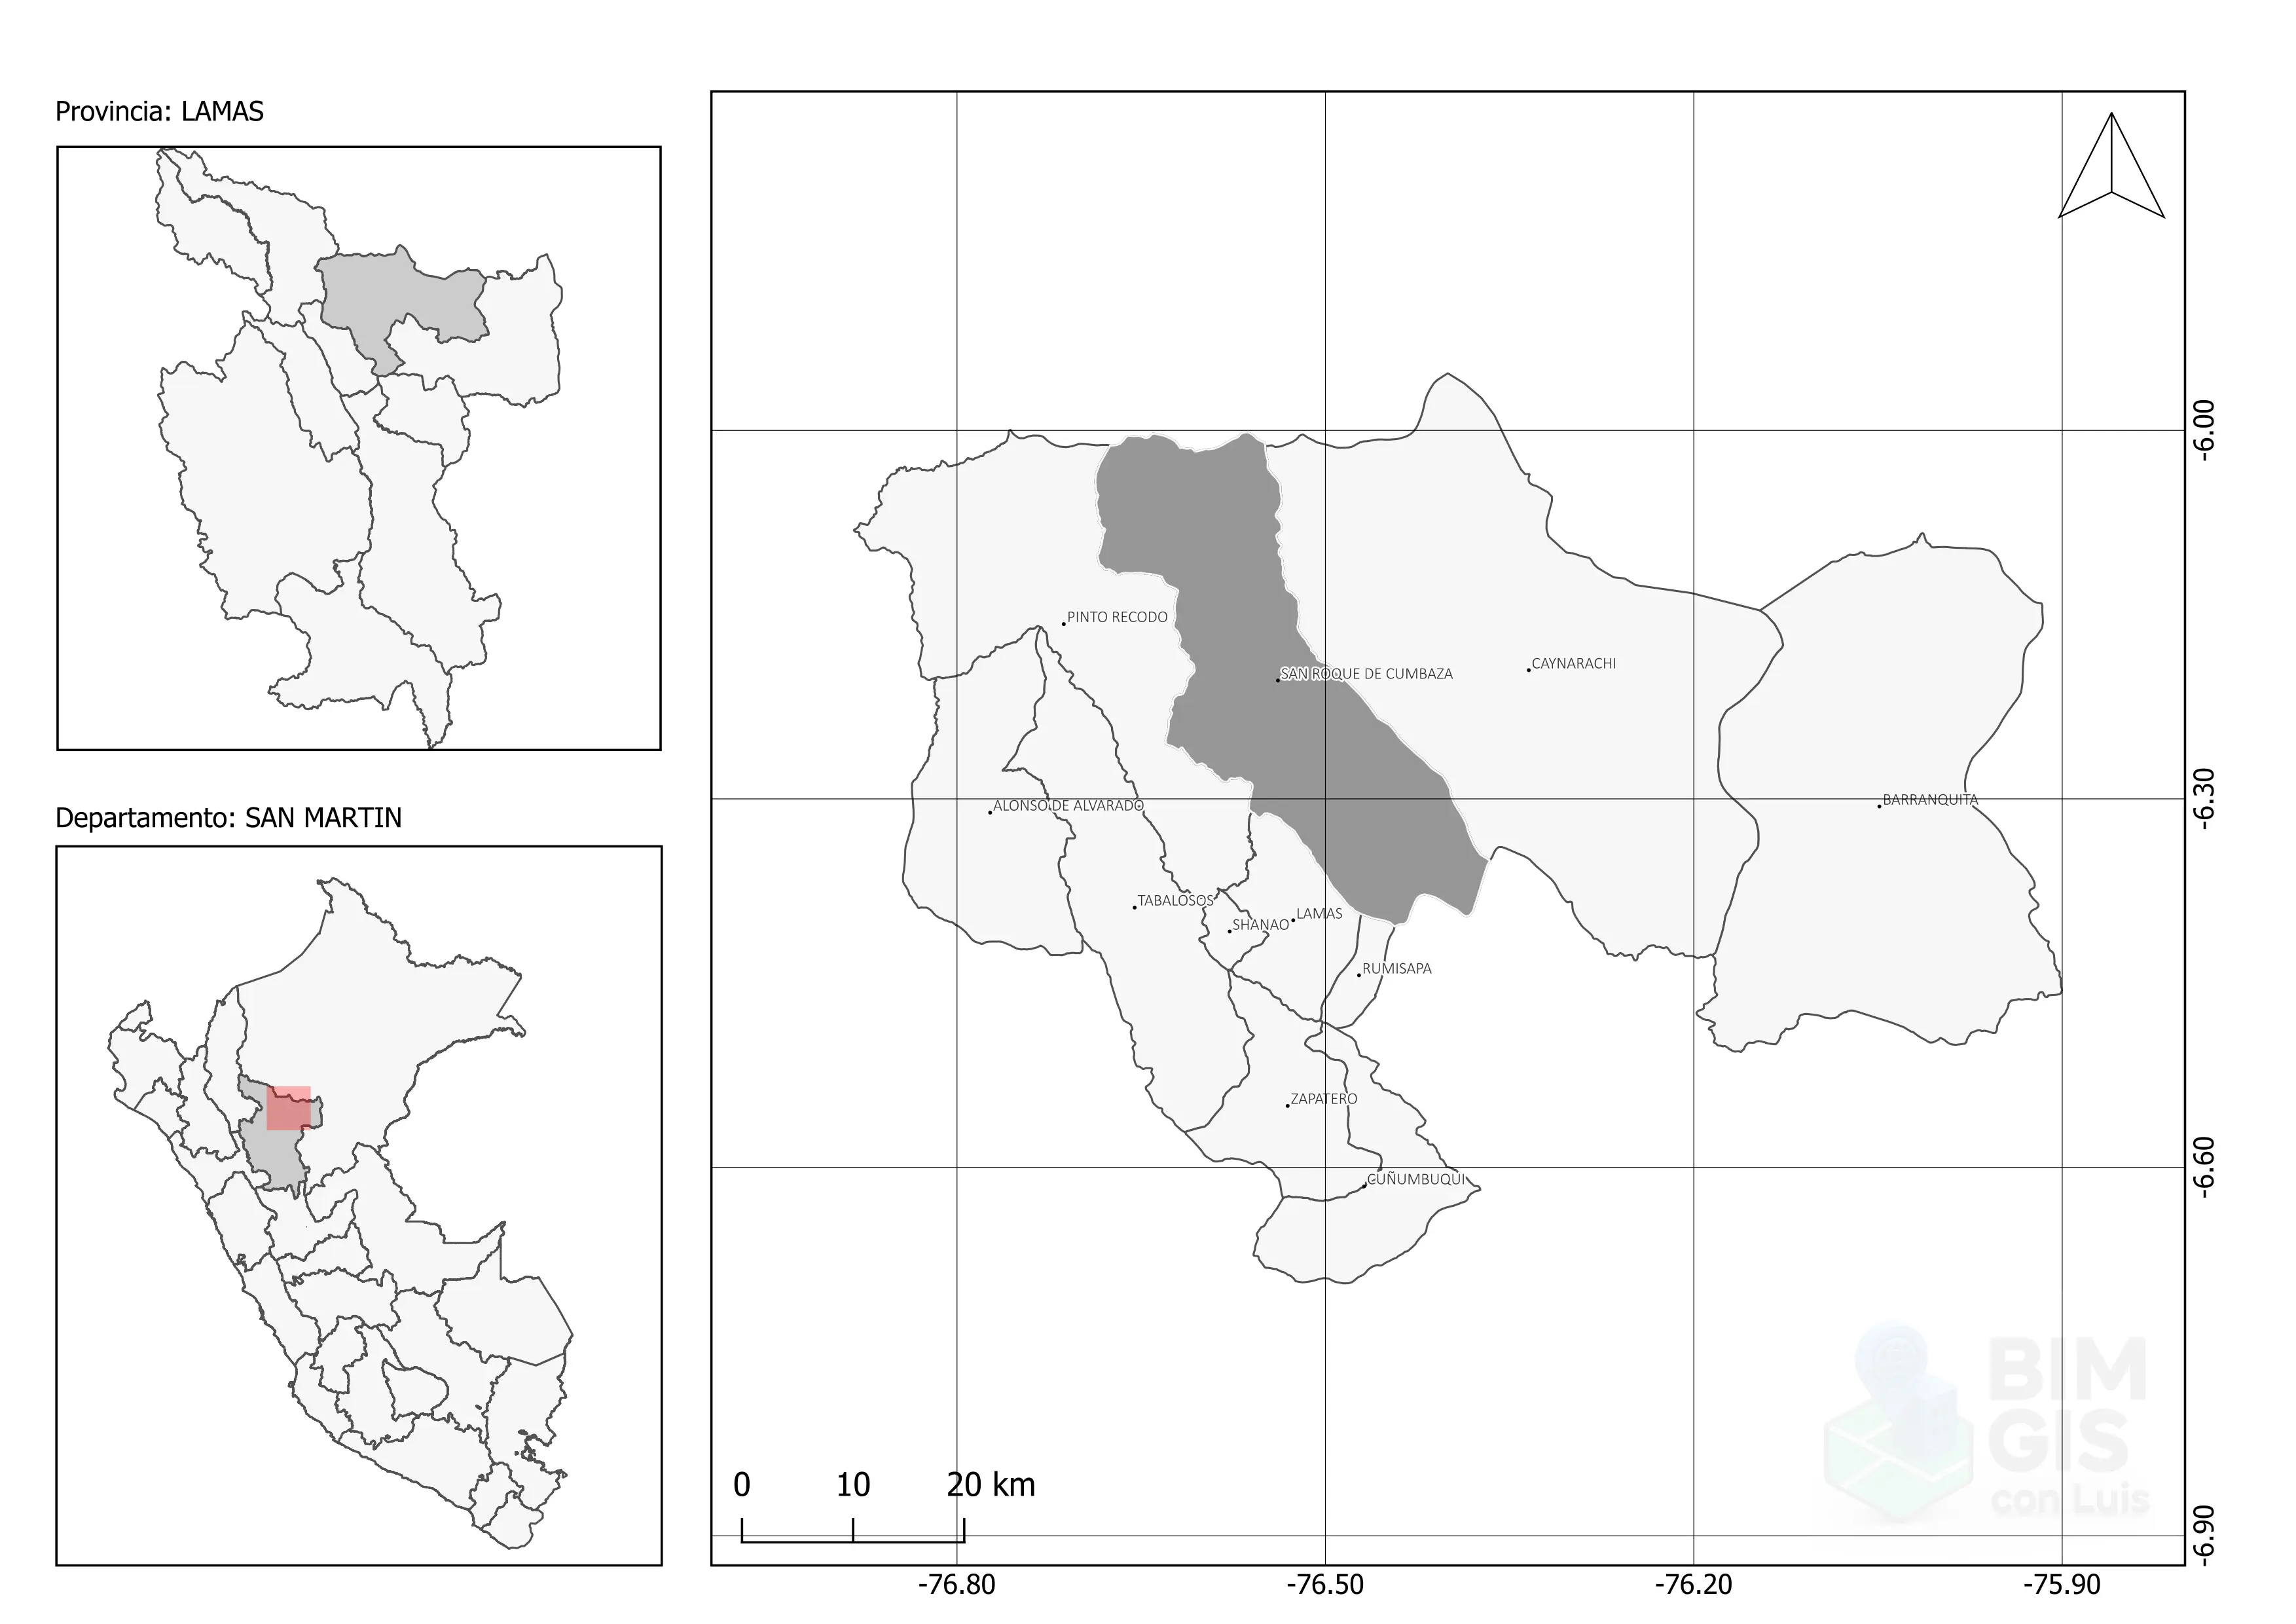 Provincia: LAMAS
Departamento: SAN MARTIN
PINTO RECODO
SAN ROQUE DE CUMBAZA
CAYNARACHI
ALONSO DE ALVARADO
BARRANQUITA
TABALOSOS
SHANAO
LAMAS
RUMISAPA
ZAPATERO
CUÑUMBUQUI
-6.00
-6.30
-6.60
-6.90
0 10 20 km
-76.80 -76.50 -76.20 -75.90
BIM
GIS
con Luis